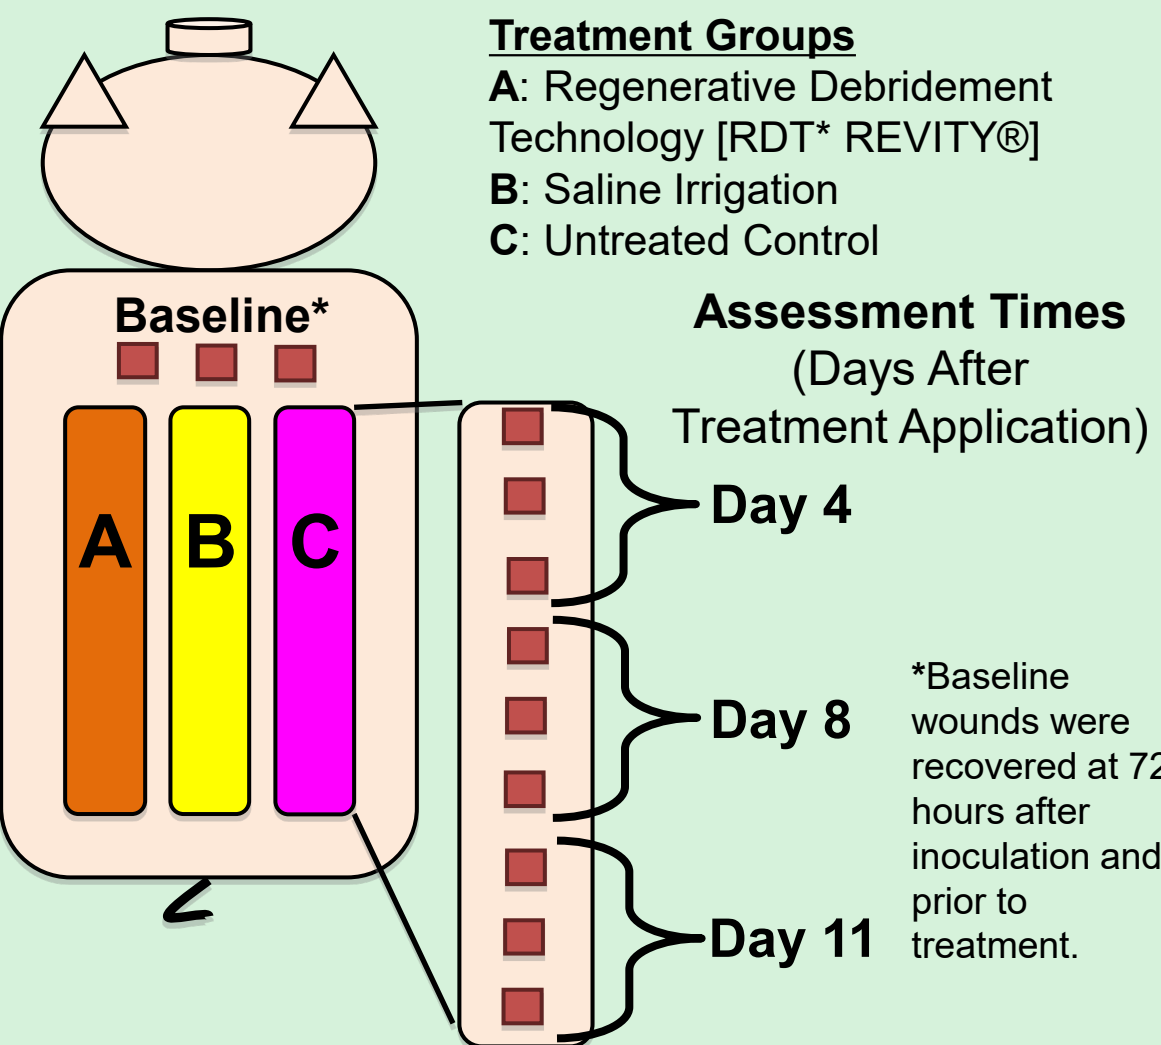 Treatment Groups
A: Regenerative Debridement
Technology [RDT* REVITY®]
B: Saline Irrigation
C: Untreated Control
Baseline*
A
B
C
Assessment Times
(Days After
Treatment Application)
Day 4
Day 8
Day 11
*Baseline
wounds were
recovered at 72
hours after
inoculation and
prior to
treatment.